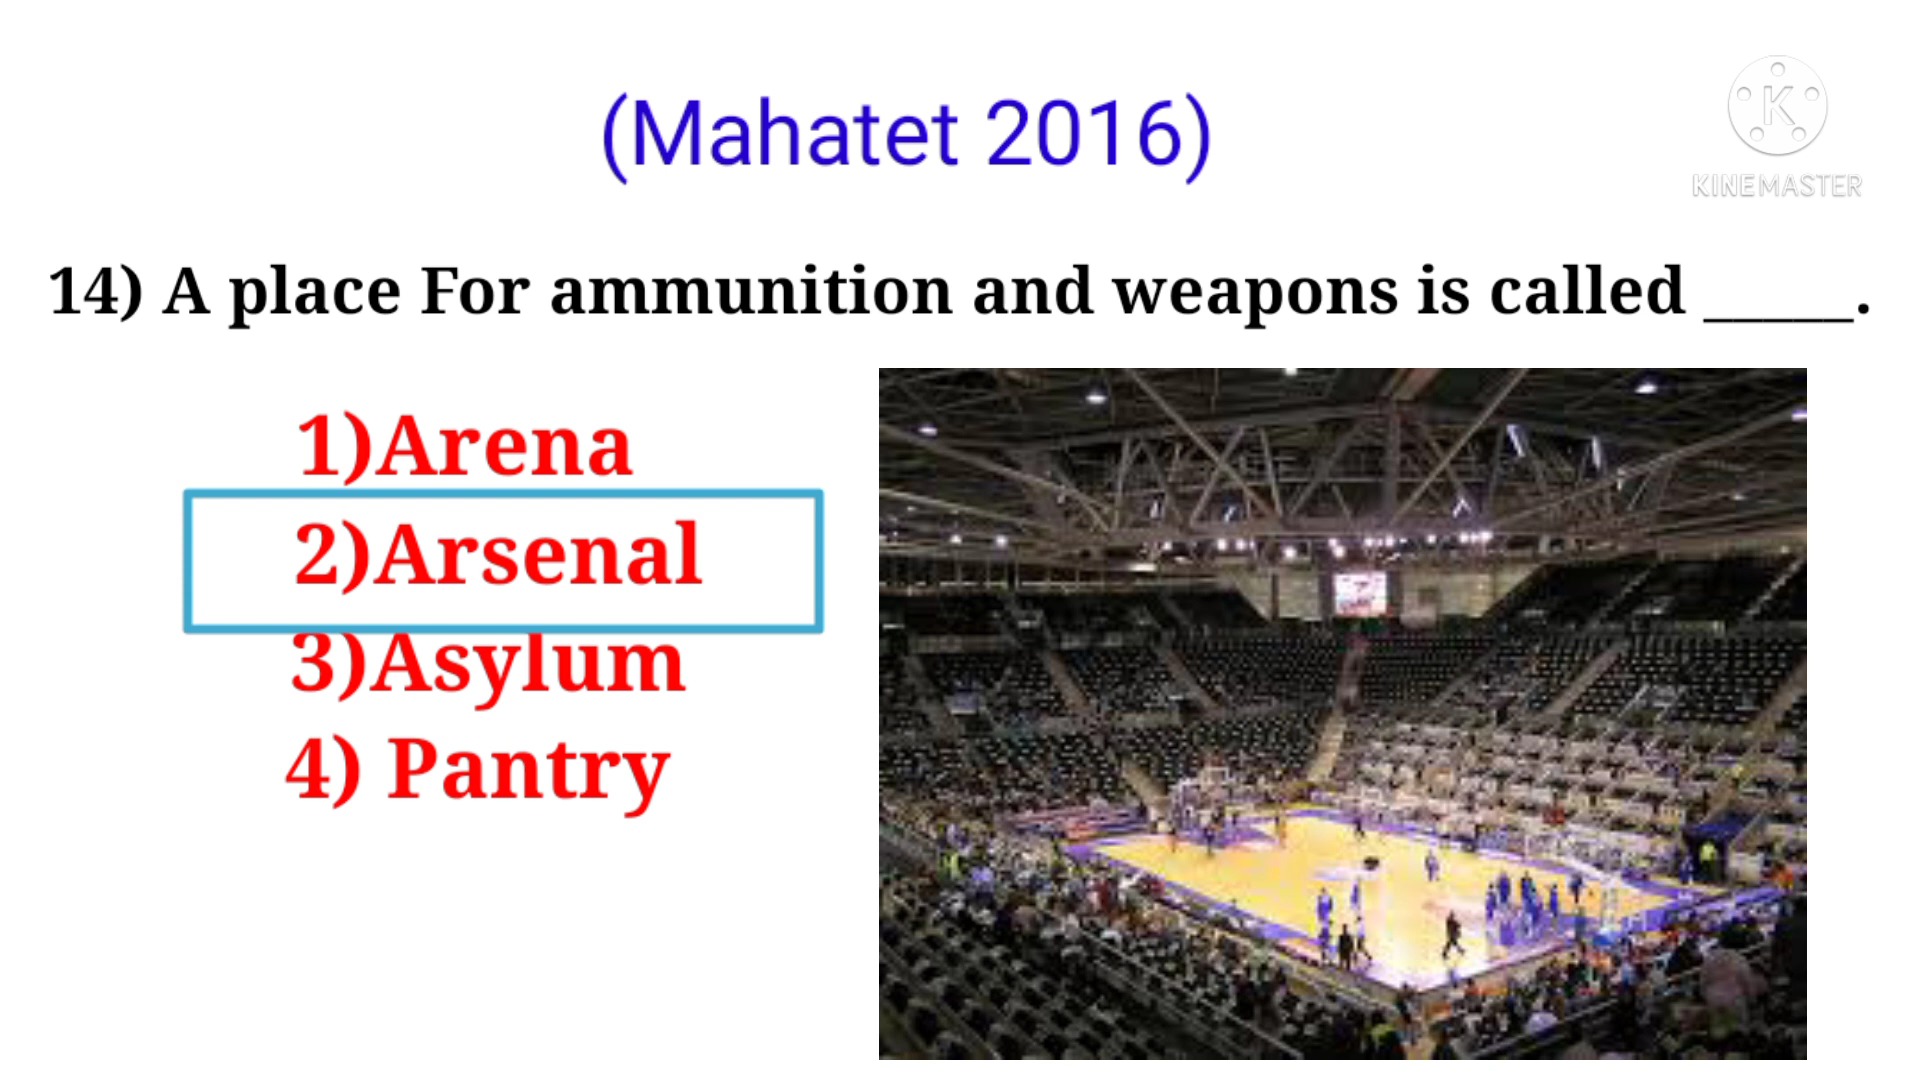 (Mahatet 2016)
KINEMASTER
14) A place For ammunition and weapons is called _____.
1)Arena
2)Arsenal
3)Asylum
4) Pantry